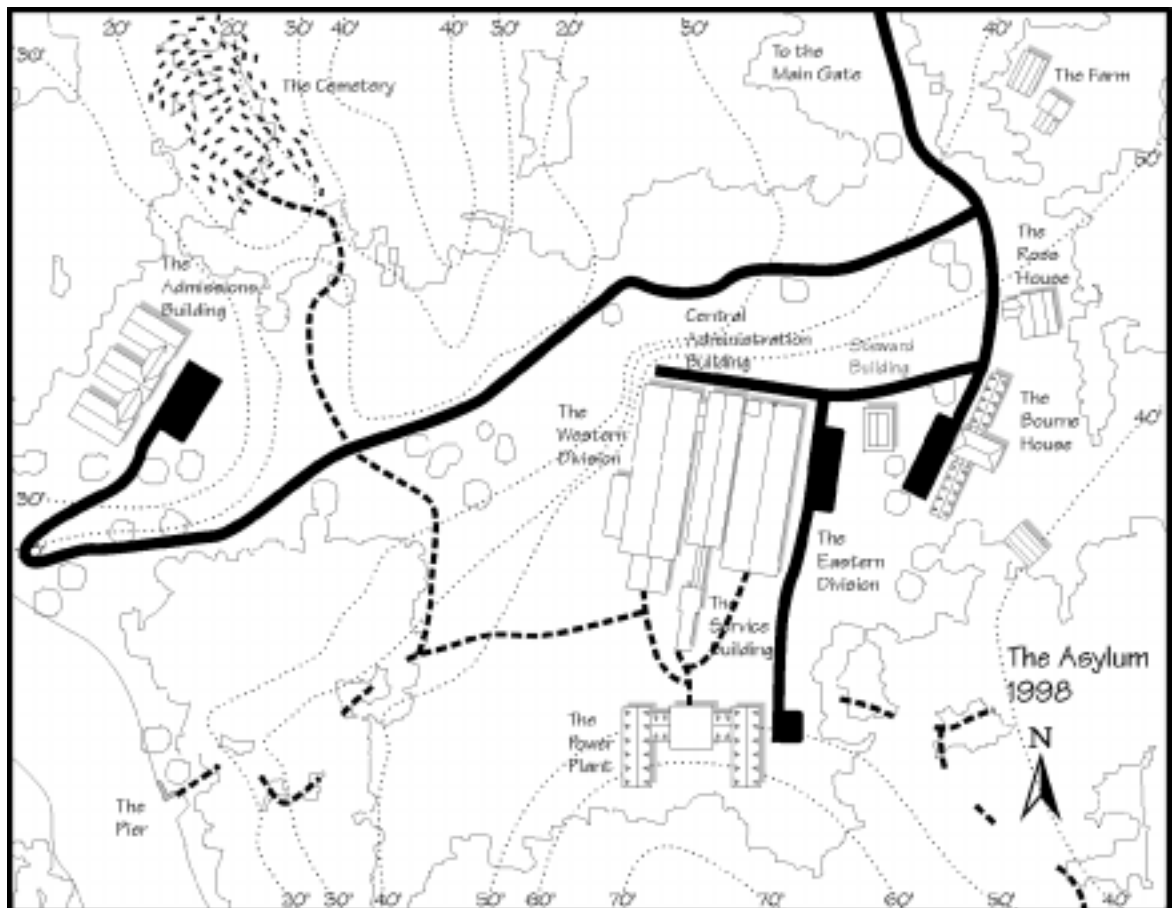 20'
20'
30'
40'
40'
30'
20'
50'
40'
30'
To the
Main Gate
The Farm
The Cemetery
50'
The
Rose
House
The
Admissions
Building
Central
Administration
Building
Steward
Building
The
Western
Division
The
Bourne
House
40'
30'
The
Eastern
Division
The
Service
Building
The Asylum
1998
N
The
Power
Plant
The
Pier
30'
40'
50'
60'
70'
70'
60'
50'
40'